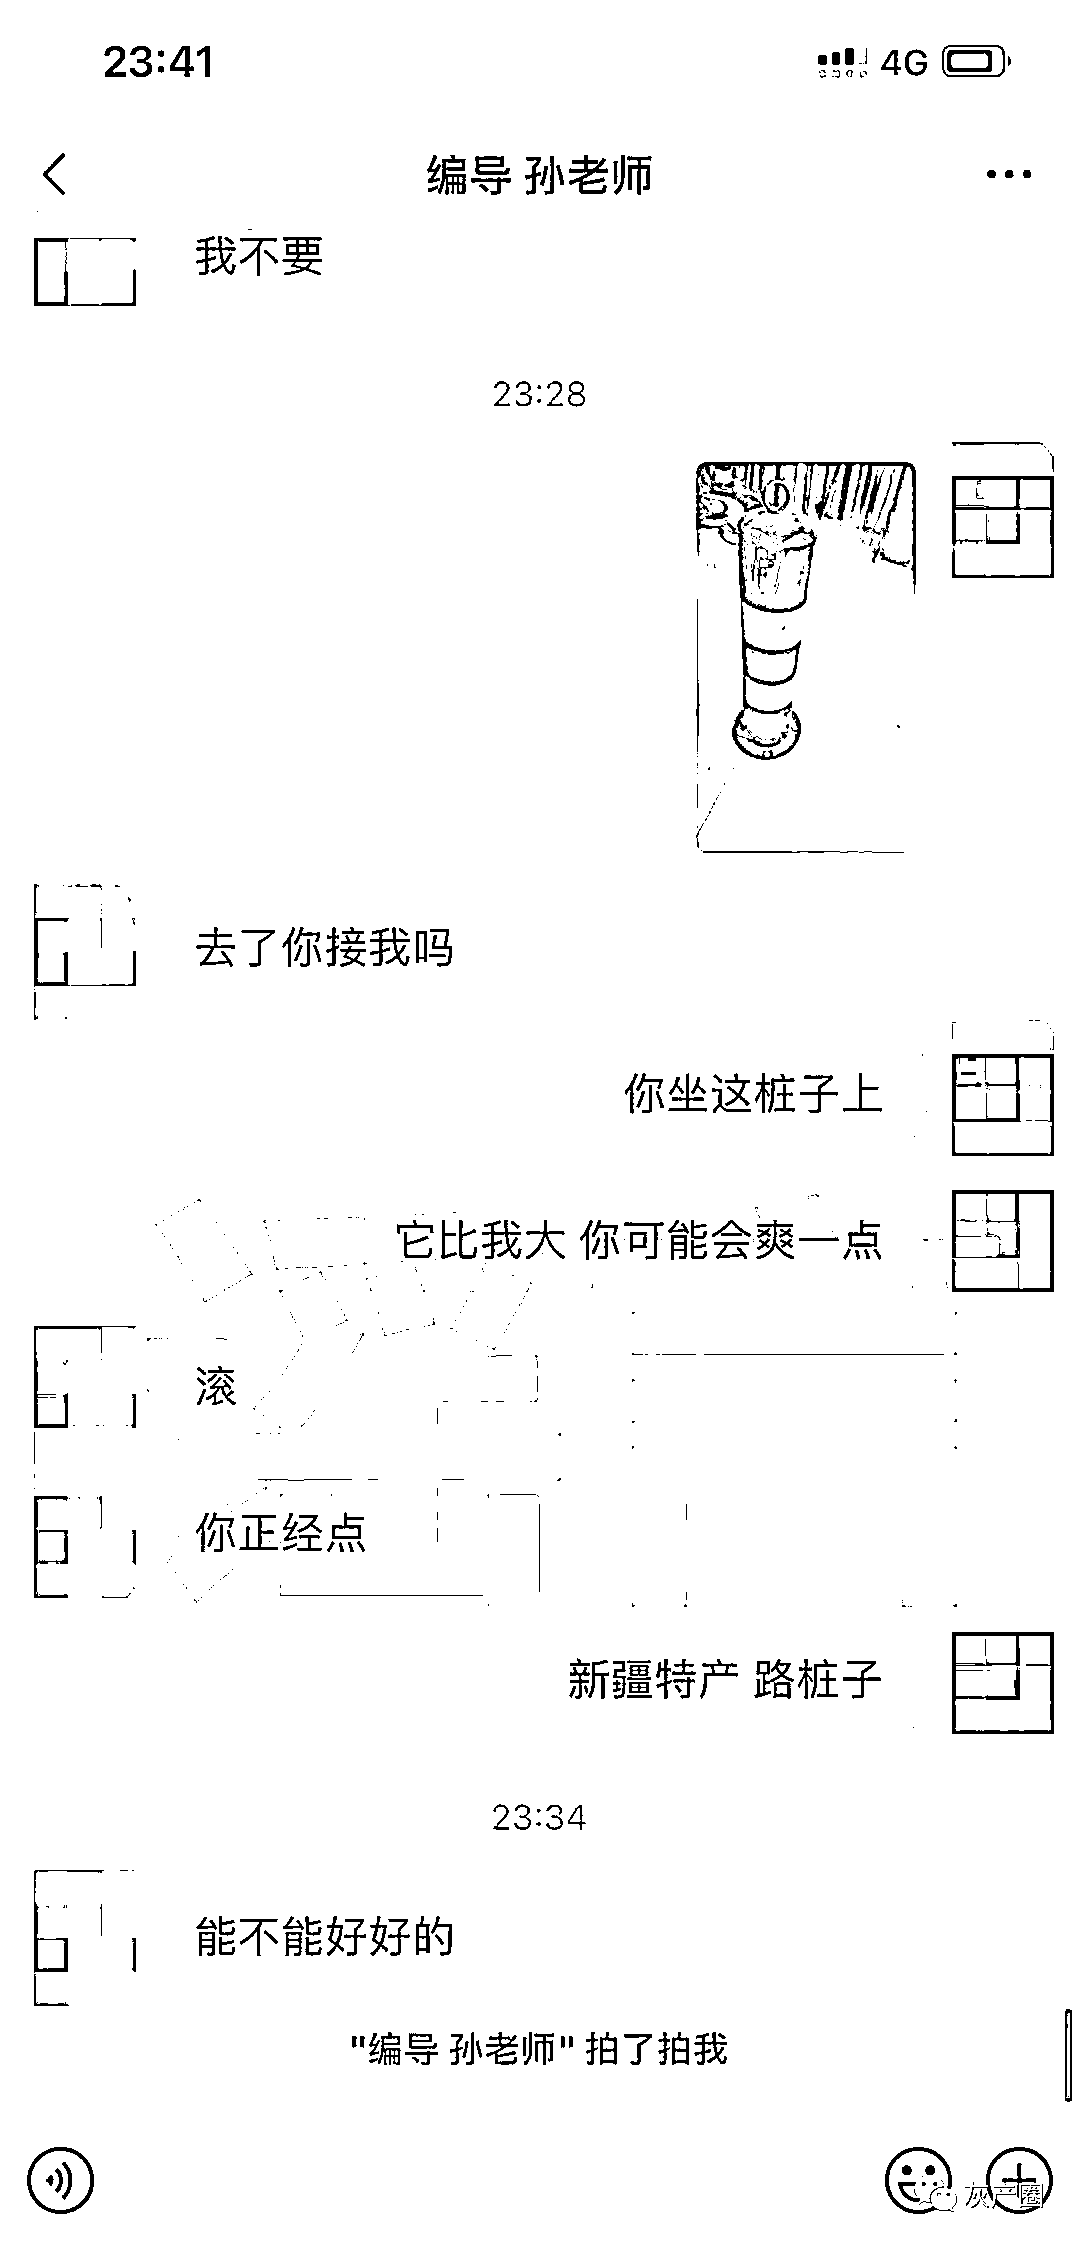 23:41
4G
编导 孙老师
我不要
23:28
去了你接我吗
你坐这桩子上
它比我大 你可能会爽一点
滚
你正经点
新疆特产 路桩子
23:34
能不能好好的
"编导 孙老师" 拍了拍我
灰产圈